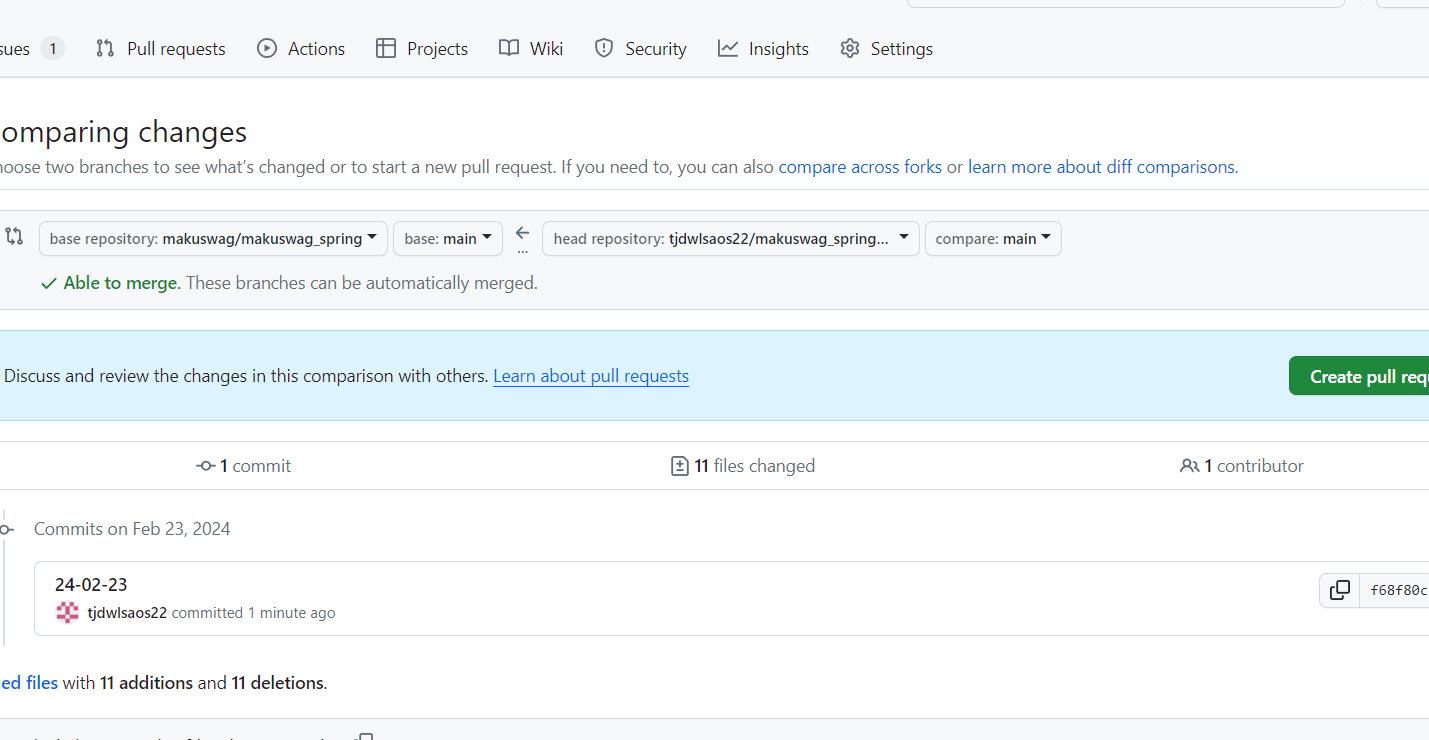 sues 1 Pull requests Actions Projects Wiki Security Insights Settings
omparing changes
hoose two branches to see what's changed or to start a new pull request. If you need to, you can also compare across forks or learn more about diff comparisons.
base repository: makuswag/makuswag_spring base: main ... head repository: tjdwlsaos22/makuswag_spring... compare: main
Able to merge. These branches can be automatically merged.
Discuss and review the changes in this comparison with others. Learn about pull requests
Create pull requ
1 commit 11 files changed 1 contributor
Commits on Feb 23, 2024
24-02-23
tjdwlsaos22 committed 1 minute ago
f68f80c
ed files with 11 additions and 11 deletions.